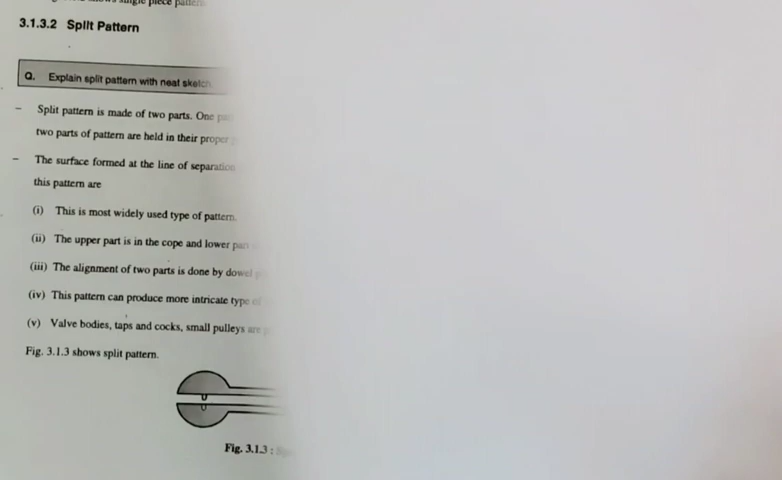 single piece
3.1.3.2 Split Pattern
Q. Explain split pattern with neat sketch
– Split pattern is made of two parts. One
two parts of pattern are held in their proper
– The surface formed at the line of separation
this pattern are
(i) This is most widely used type of pattern.
(ii) The upper part is in the cope and lower part
(iii) The alignment of two parts is done by dowel
(iv) This pattern can produce more intricate type of
(v) Valve bodies, taps and cocks, small pulleys are
Fig. 3.1.3 shows split pattern.
Fig. 3.1.3 :